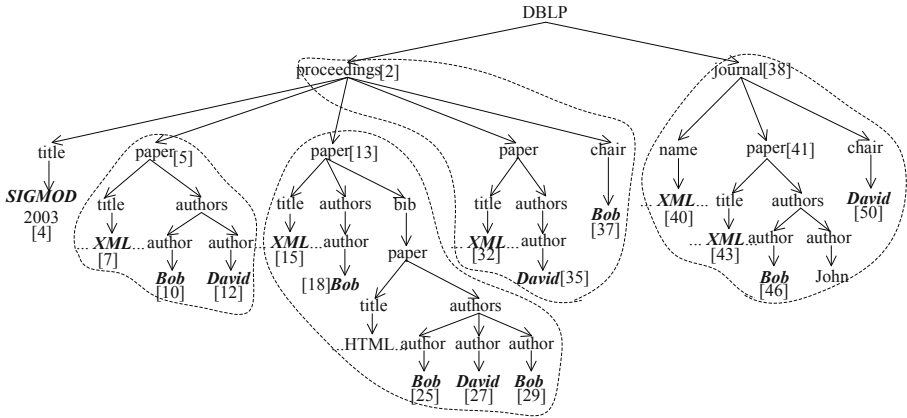 DBLP
proceedings[2] journal[38]
title paper[5] paper[13] paper chair name paper[41] chair
SIGMOD title authors title authors bib title authors Bob XML title authors David
2003 [37] [40] [50]
[4] ...XML... author author ...XML... author paper ...XML... author ...XML... author author
[7] Bob David [15] [18]Bob [32] David[35] [43] Bob John
[10] [12] [46]
title authors
...HTML... author author author
Bob David Bob
[25] [27] [29]